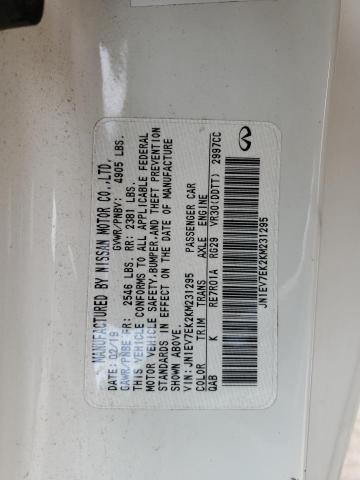 MANUFACTURED BY NISSAN MOTOR CO.,LTD.
DATE: 02/19 GVWR/PNBV: 4905 LBS.
GAWR/PNBE FR: 2546 LBS. RR: 2381 LBS.
THIS VEHICLE CONFORMS TO ALL APPLICABLE FEDERAL
MOTOR VEHICLE SAFETY,BUMPER,AND THEFT PREVENTION
STANDARDS IN EFFECT ON THE DATE OF MANUFACTURE
SHOWN ABOVE.
VIN: JN1EV7EK2KM231295 PASSENGER CAR
COLOR TRIM TRANS AXLE ENGINE
QAB K RE7R01A RG29 VR30(DDTT) 2997CC
JN1EV7EK2KM231295
INFINITI